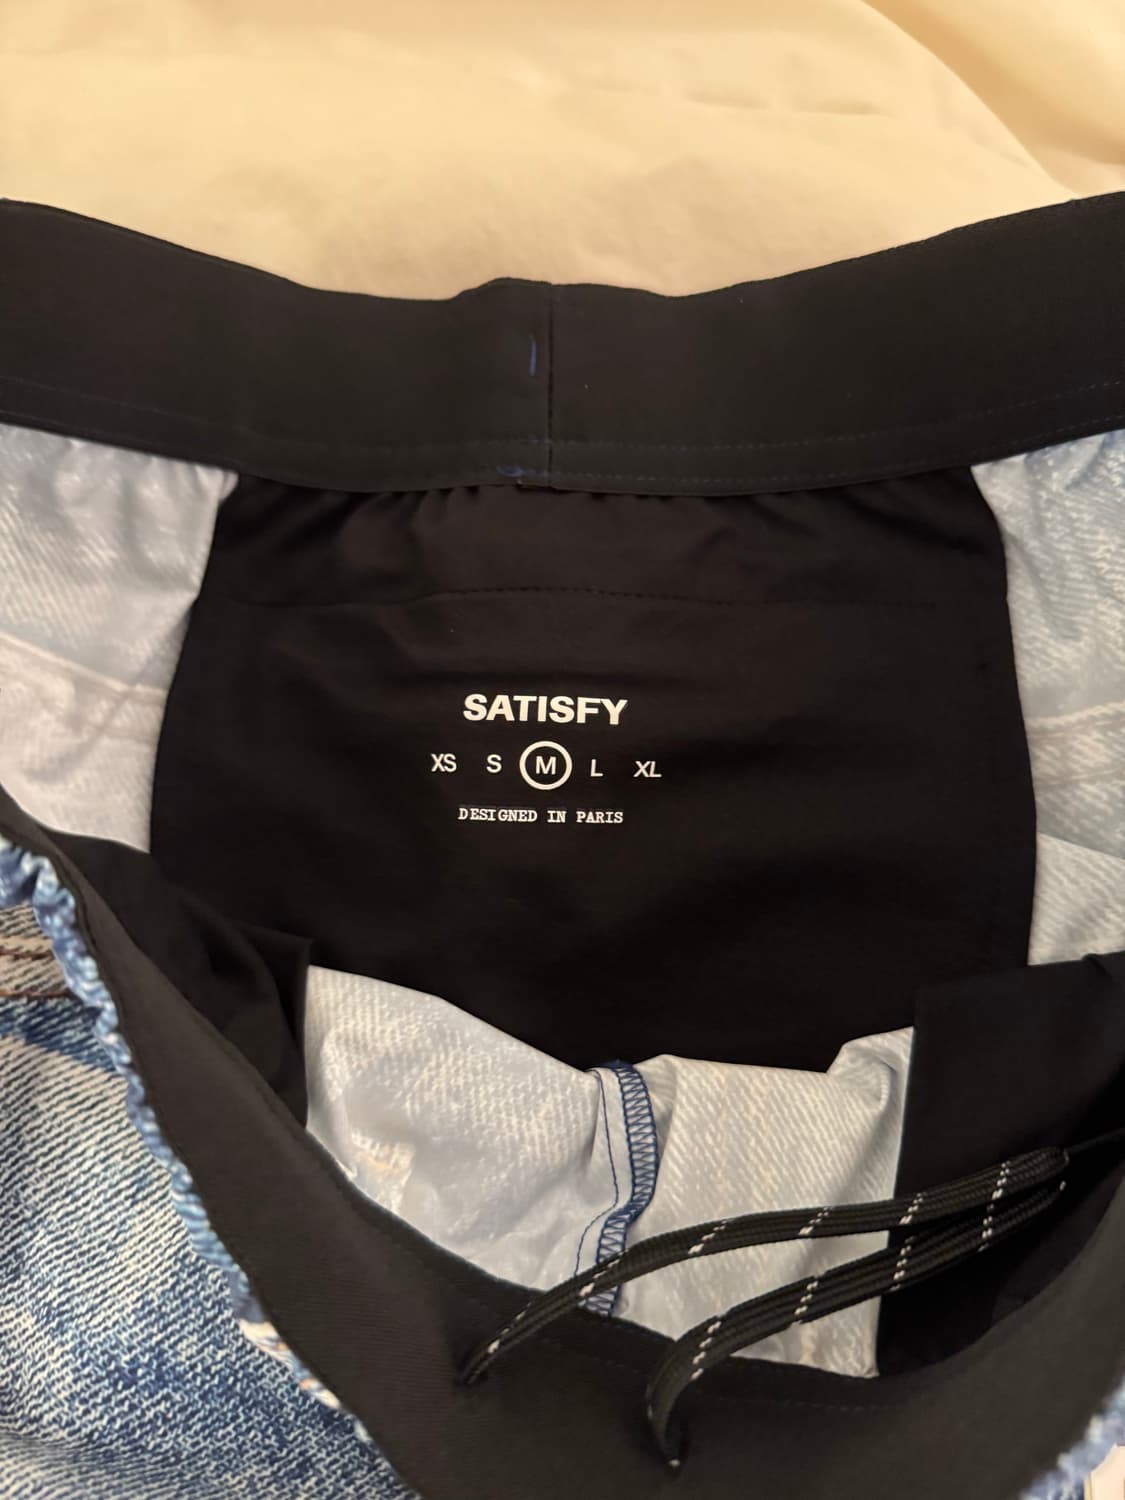 SATISFY
XS S M L XL
DESIGNED IN PARIS